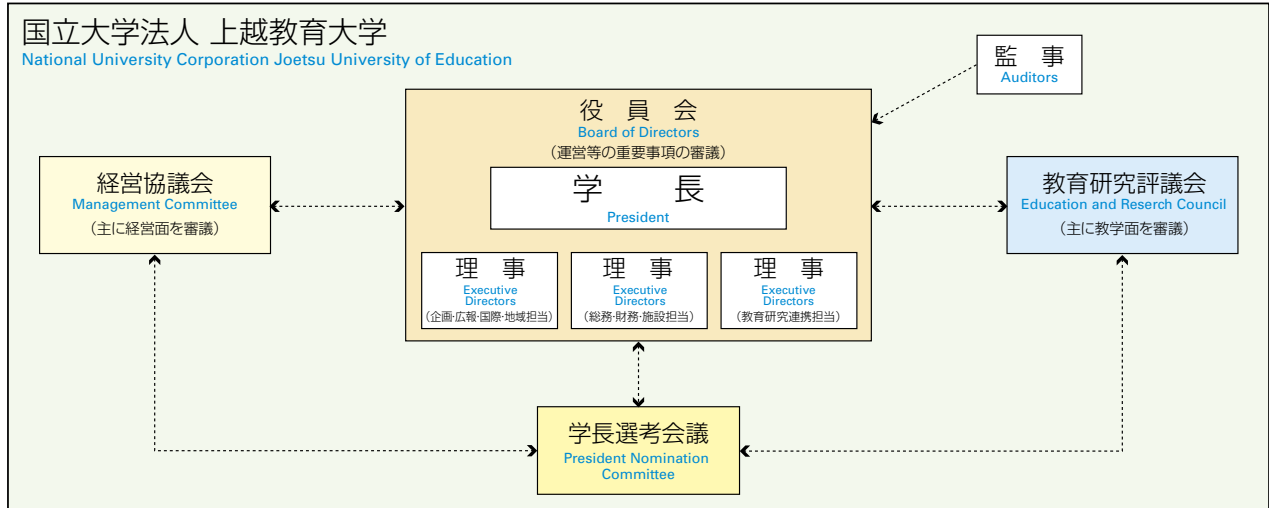 国立大学法人 上越教育大学
National University Corporation Joetsu University of Education
監 事
Auditors
役 員 会
Board of Directors
（運営等の重要事項の審議）
学 長
President
経営協議会
Management Committee
（主に経営面を審議）
教育研究評議会
Education and Reserch Council
（主に教学面を審議）
理 事
Executive
Directors
（企画･広報･国際･地域担当）
理 事
Executive
Directors
（総務･財務･施設担当）
理 事
Executive
Directors
（教育研究連携担当）
学長選考会議
President Nomination
Committee